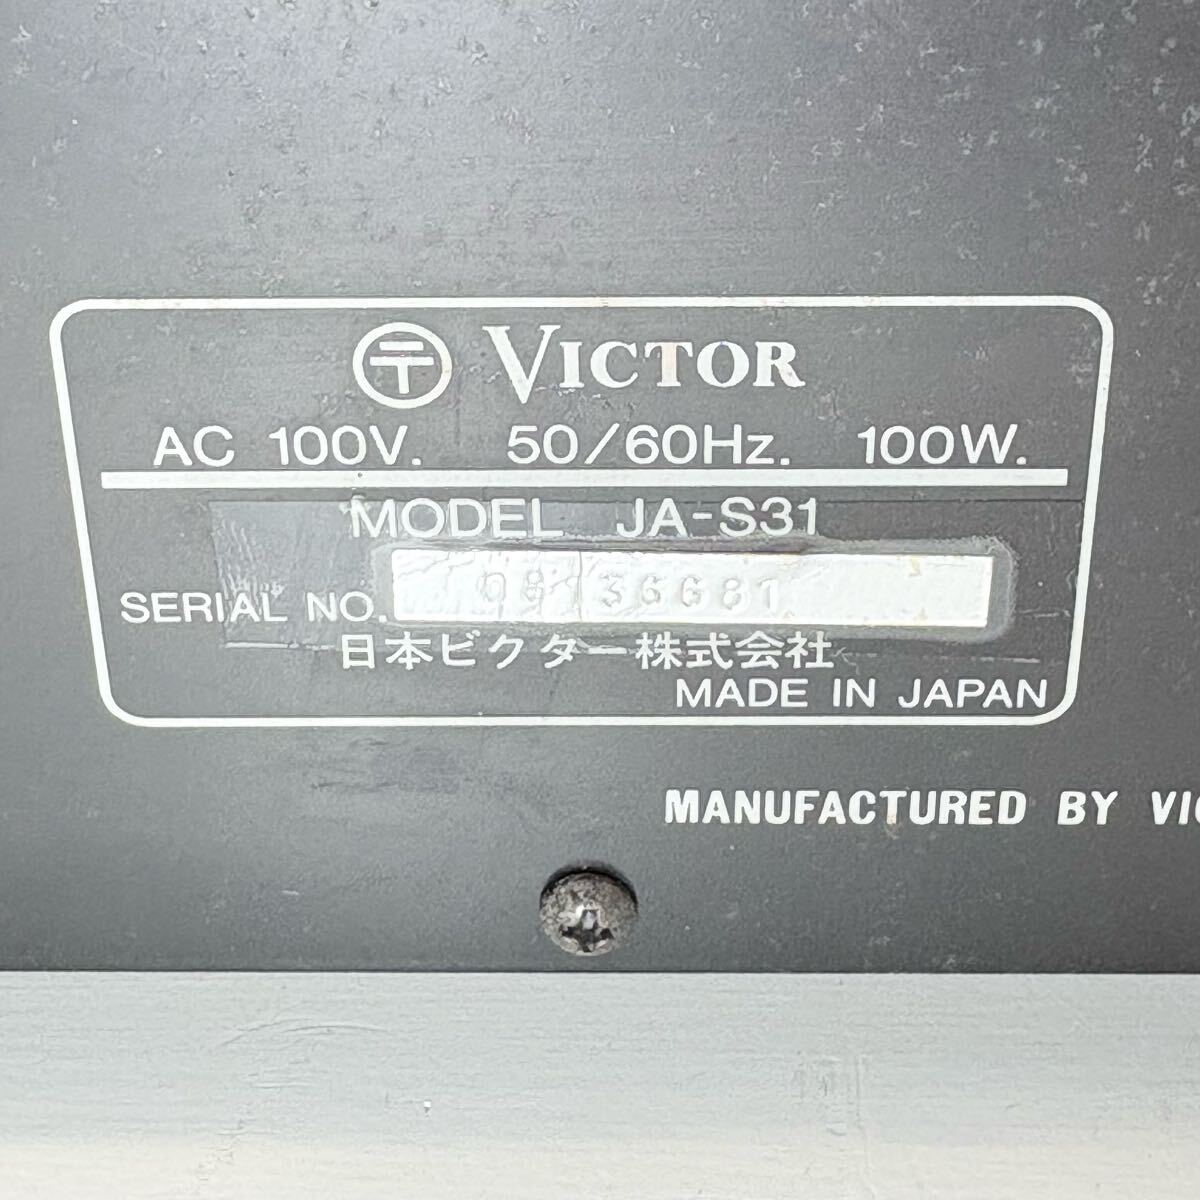 〒 VICTOR
AC 100V. 50/60Hz. 100W.
MODEL JA-S31
SERIAL NO.
日本ビクター株式会社
MADE IN JAPAN
MANUFACTURED BY